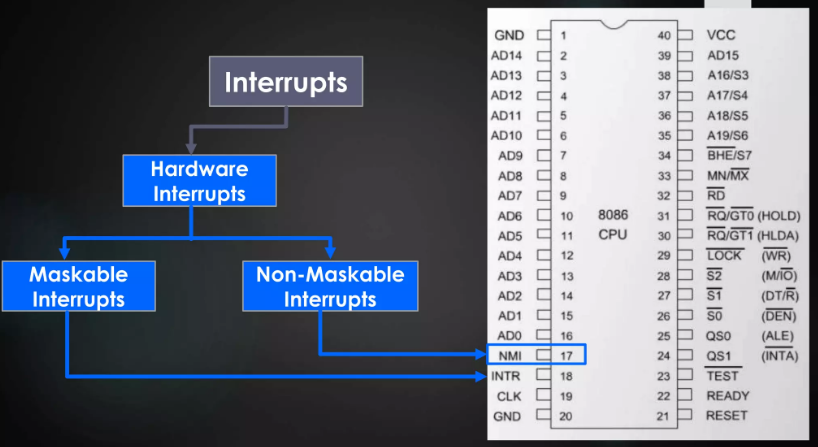 Interrupts
Hardware
Interrupts
Maskable
Interrupts
Non-Maskable
Interrupts
GND 1 40 VCC
AD14 2 39 AD15
AD13 3 38 A16/S3
AD12 4 37 A17/S4
AD11 5 36 A18/S5
AD10 6 35 A19/S6
AD9 7 34 BHE/S7
AD8 8 33 MN/MX
AD7 9 32 RD
AD6 10 8086 31 RQ/GT0 (HOLD)
AD5 11 CPU 30 RQ/GT1 (HLDA)
AD4 12 29 LOCK (WR)
AD3 13 28 S2 (M/IO)
AD2 14 27 S1 (DT/R)
AD1 15 26 S0 (DEN)
AD0 16 25 QS0 (ALE)
NMI 17 24 QS1 (INTA)
INTR 18 23 TEST
CLK 19 22 READY
GND 20 21 RESET